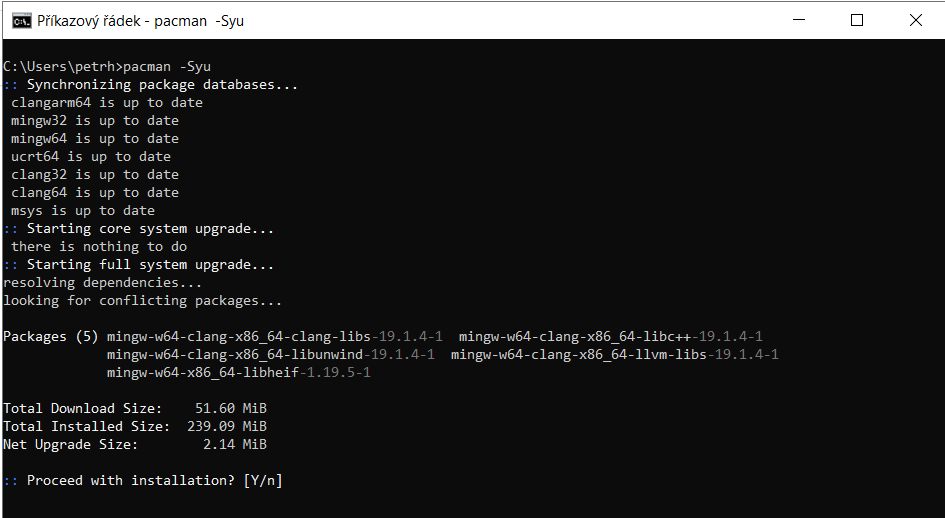 Příkazový řádek - pacman  -Syu
C:\Users\petrh>pacman -Syu
:: Synchronizing package databases...
 clangarm64 is up to date
 mingw32 is up to date
 mingw64 is up to date
 ucrt64 is up to date
 clang32 is up to date
 clang64 is up to date
 msys is up to date
:: Starting core system upgrade...
 there is nothing to do
:: Starting full system upgrade...
resolving dependencies...
looking for conflicting packages...
Packages (5) mingw-w64-clang-x86_64-clang-libs-19.1.4-1  mingw-w64-clang-x86_64-libc++-19.1.4-1
             mingw-w64-clang-x86_64-libunwind-19.1.4-1  mingw-w64-clang-x86_64-llvm-libs-19.1.4-1
             mingw-w64-x86_64-libheif-1.19.5-1
Total Download Size:    51.60 MiB
Total Installed Size:  239.09 MiB
Net Upgrade Size:        2.14 MiB
:: Proceed with installation? [Y/n]